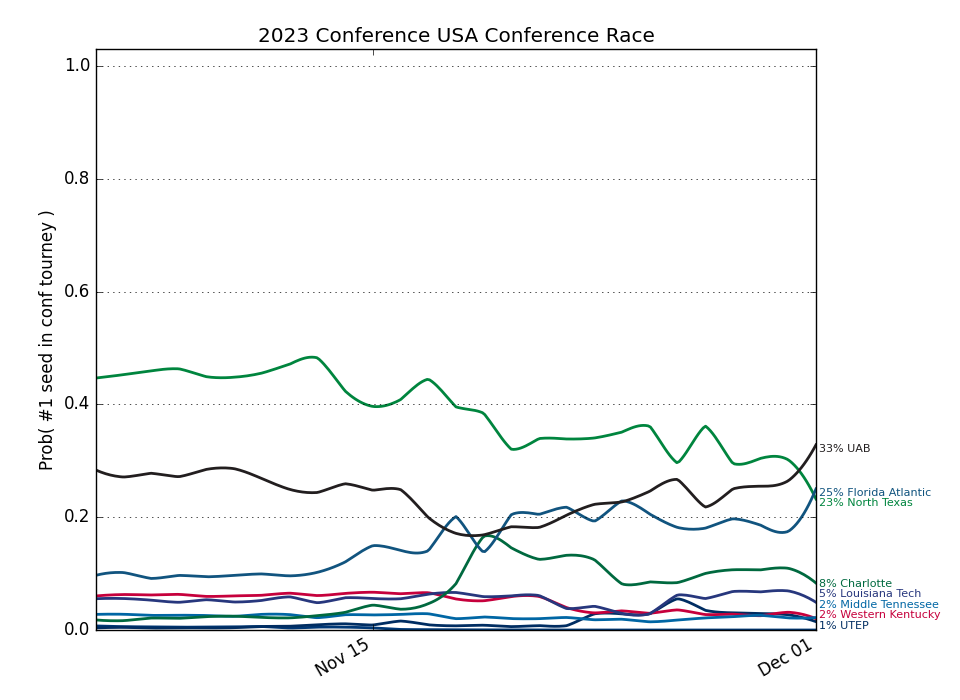 2023 Conference USA Conference Race
Prob( #1 seed in conf tourney )
1.0
0.8
0.6
0.4
0.2
0.0
Nov 15
Dec 01
33% UAB
25% Florida Atlantic
23% North Texas
8% Charlotte
5% Louisiana Tech
2% Middle Tennessee
2% Western Kentucky
1% UTEP